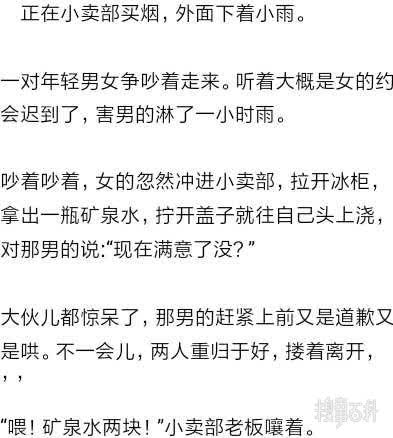 正在小卖部买烟，外面下着小雨。
一对年轻男女争吵着走来。听着大概是女的约
会迟到了，害男的淋了一小时雨。
吵着吵着，女的忽然冲进小卖部，拉开冰柜，
拿出一瓶矿泉水，拧开盖子就往自己头上浇，
对那男的说:“现在满意了没？”
大伙儿都惊呆了，那男的赶紧上前又是道歉又
是哄。不一会儿，两人重归于好，搂着离开，
，，
“喂！矿泉水两块！”小卖部老板嚷着。